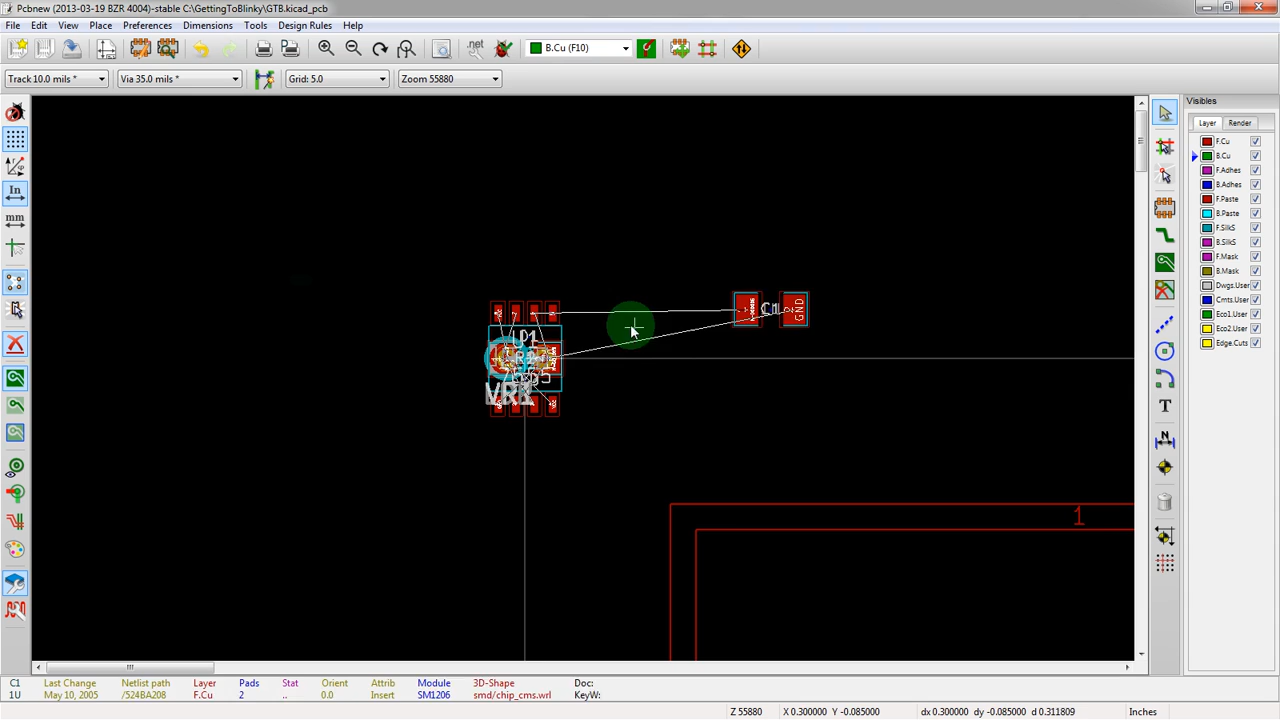 Pcbnew (2013-03-19 BZR 4004)-stable C:\GettingToBlinky\GTB.kicad_pcb
File Edit View Place Preferences Dimensions Tools Design Rules Help
.net B.Cu (F10)
Track 10.0 mils * Via 35.0 mils * Grid: 5.0 Zoom 55880
Visibles
Layer Render
F.Cu
B.Cu
F.Adhes
B.Adhes
F.Paste
B.Paste
F.SilkS
B.SilkS
F.Mask
B.Mask
Dwgs.User
Cmts.User
Eco1.User
Eco2.User
Edge.Cuts
In
mm
T
N
C1
GND
1
C1 Last Change Netlist path Layer Pads Stat Orient Attrib Module 3D-Shape Doc:
1U May 10, 2005 /524BA208 F.Cu 2 .. 0.0 Insert SM1206 smd/chip_cms.wrl KeyW:
Z 55880 X 0.300000 Y -0.085000 dx 0.300000 dy -0.085000 d 0.311809 Inches